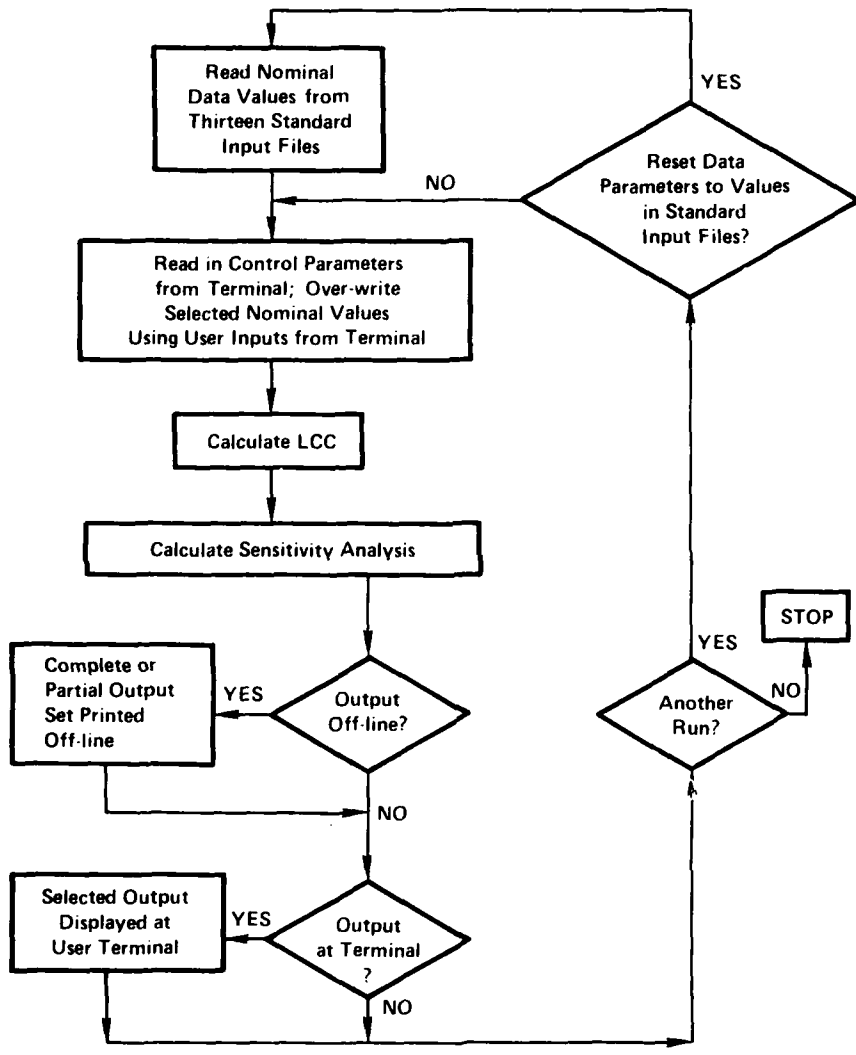 Read Nominal
Data Values from
Thirteen Standard
Input Files
YES
Reset Data
Parameters to Values
in Standard
Input Files?
NO
Read in Control Parameters
from Terminal; Over-write
Selected Nominal Values
Using User Inputs from Terminal
Calculate LCC
Calculate Sensitivity Analysis
STOP
Complete or
Partial Output
Set Printed
Off-line
YES
Output
Off-line?
YES
Another
Run?
NO
NO
Selected Output
Displayed at
User Terminal
YES
Output
at Terminal
?
NO